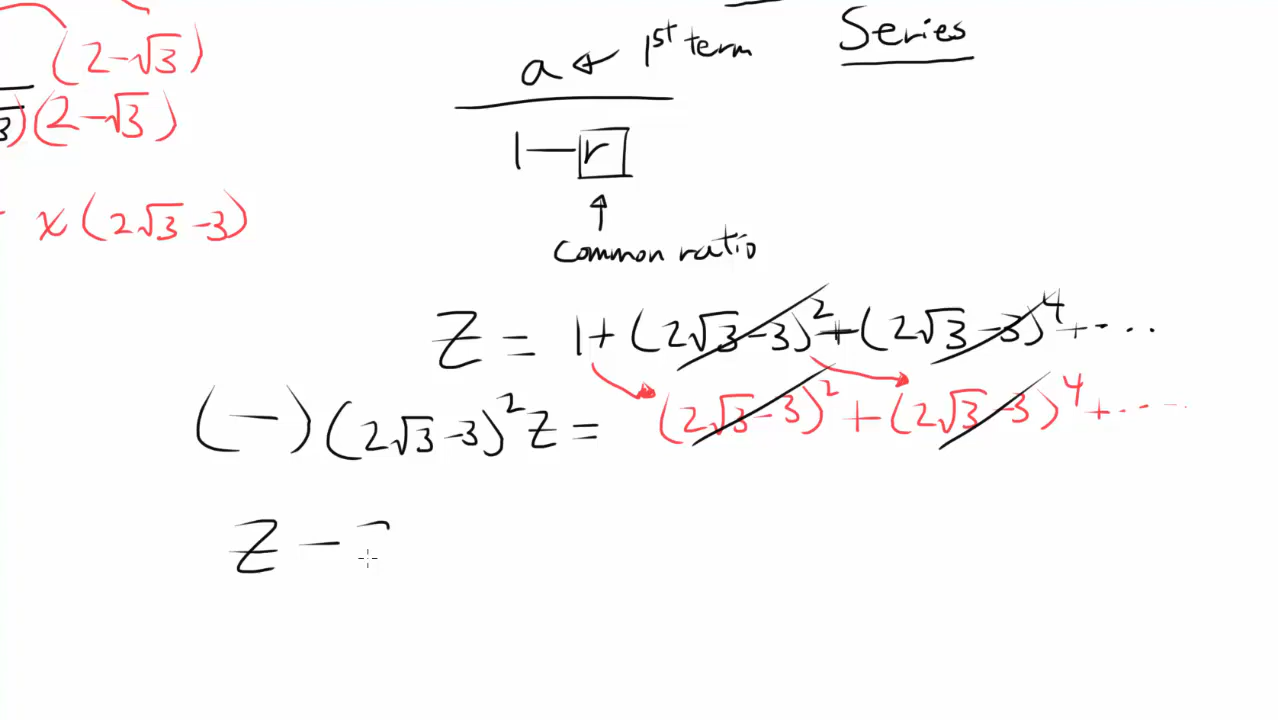 (2-√3)
3)(2-√3)
x(2√3-3)
Series
a ← 1st term
1-r
↑
common ratio
Z = 1+(2√3-3)²+(2√3-3)⁴+...
(-)(2√3-3)²Z = (2√3-3)²+(2√3-3)⁴+...
Z -